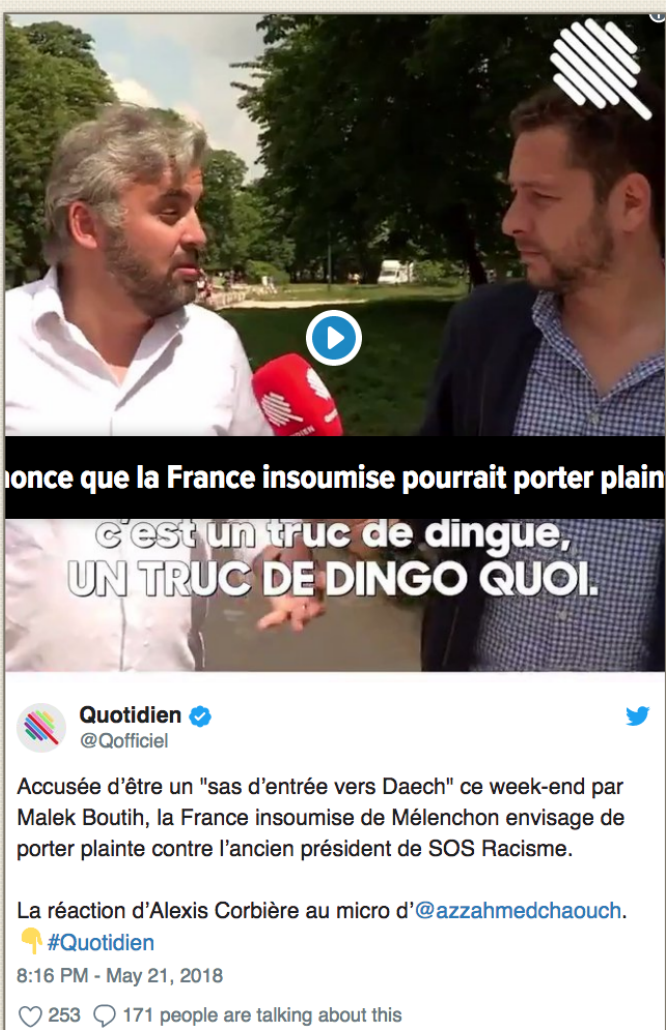 once que la France insoumise pourrait porter plain
c'est un truc de dingue,
UN TRUC DE DINGO QUOI.
Quotidien
@Qofficiel
Accusée d'être un "sas d'entrée vers Daech" ce week-end par
Malek Boutih, la France insoumise de Mélenchon envisage de
porter plainte contre l'ancien président de SOS Racisme.
La réaction d'Alexis Corbière au micro d'@azzahmedchaouch.
👇 #Quotidien
8:16 PM - May 21, 2018
253 171 people are talking about this